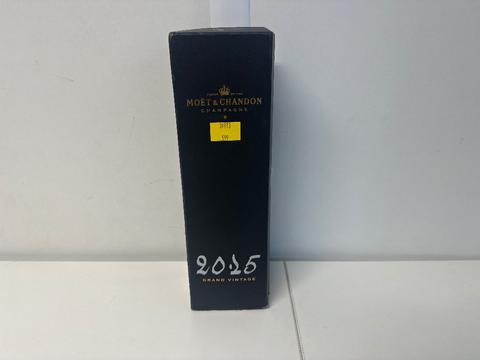 MOËT & CHANDON
CHAMPAGNE
2015
GRAND VINTAGE